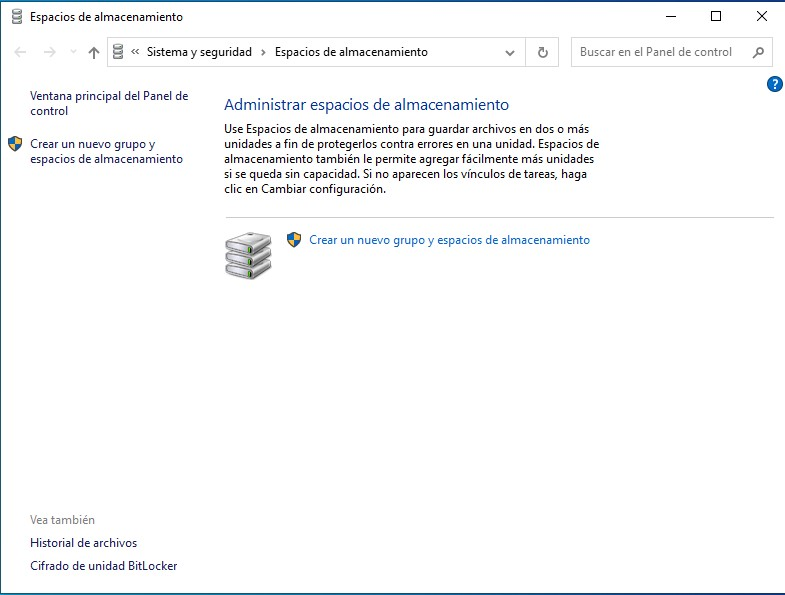 Espacios de almacenamiento
« Sistema y seguridad › Espacios de almacenamiento
Buscar en el Panel de control
?
Ventana principal del Panel de
control
Crear un nuevo grupo y
espacios de almacenamiento
Administrar espacios de almacenamiento
Use Espacios de almacenamiento para guardar archivos en dos o más
unidades a fin de protegerlos contra errores en una unidad. Espacios de
almacenamiento también le permite agregar fácilmente más unidades
si se queda sin capacidad. Si no aparecen los vínculos de tareas, haga
clic en Cambiar configuración.
Crear un nuevo grupo y espacios de almacenamiento
Vea también
Historial de archivos
Cifrado de unidad BitLocker